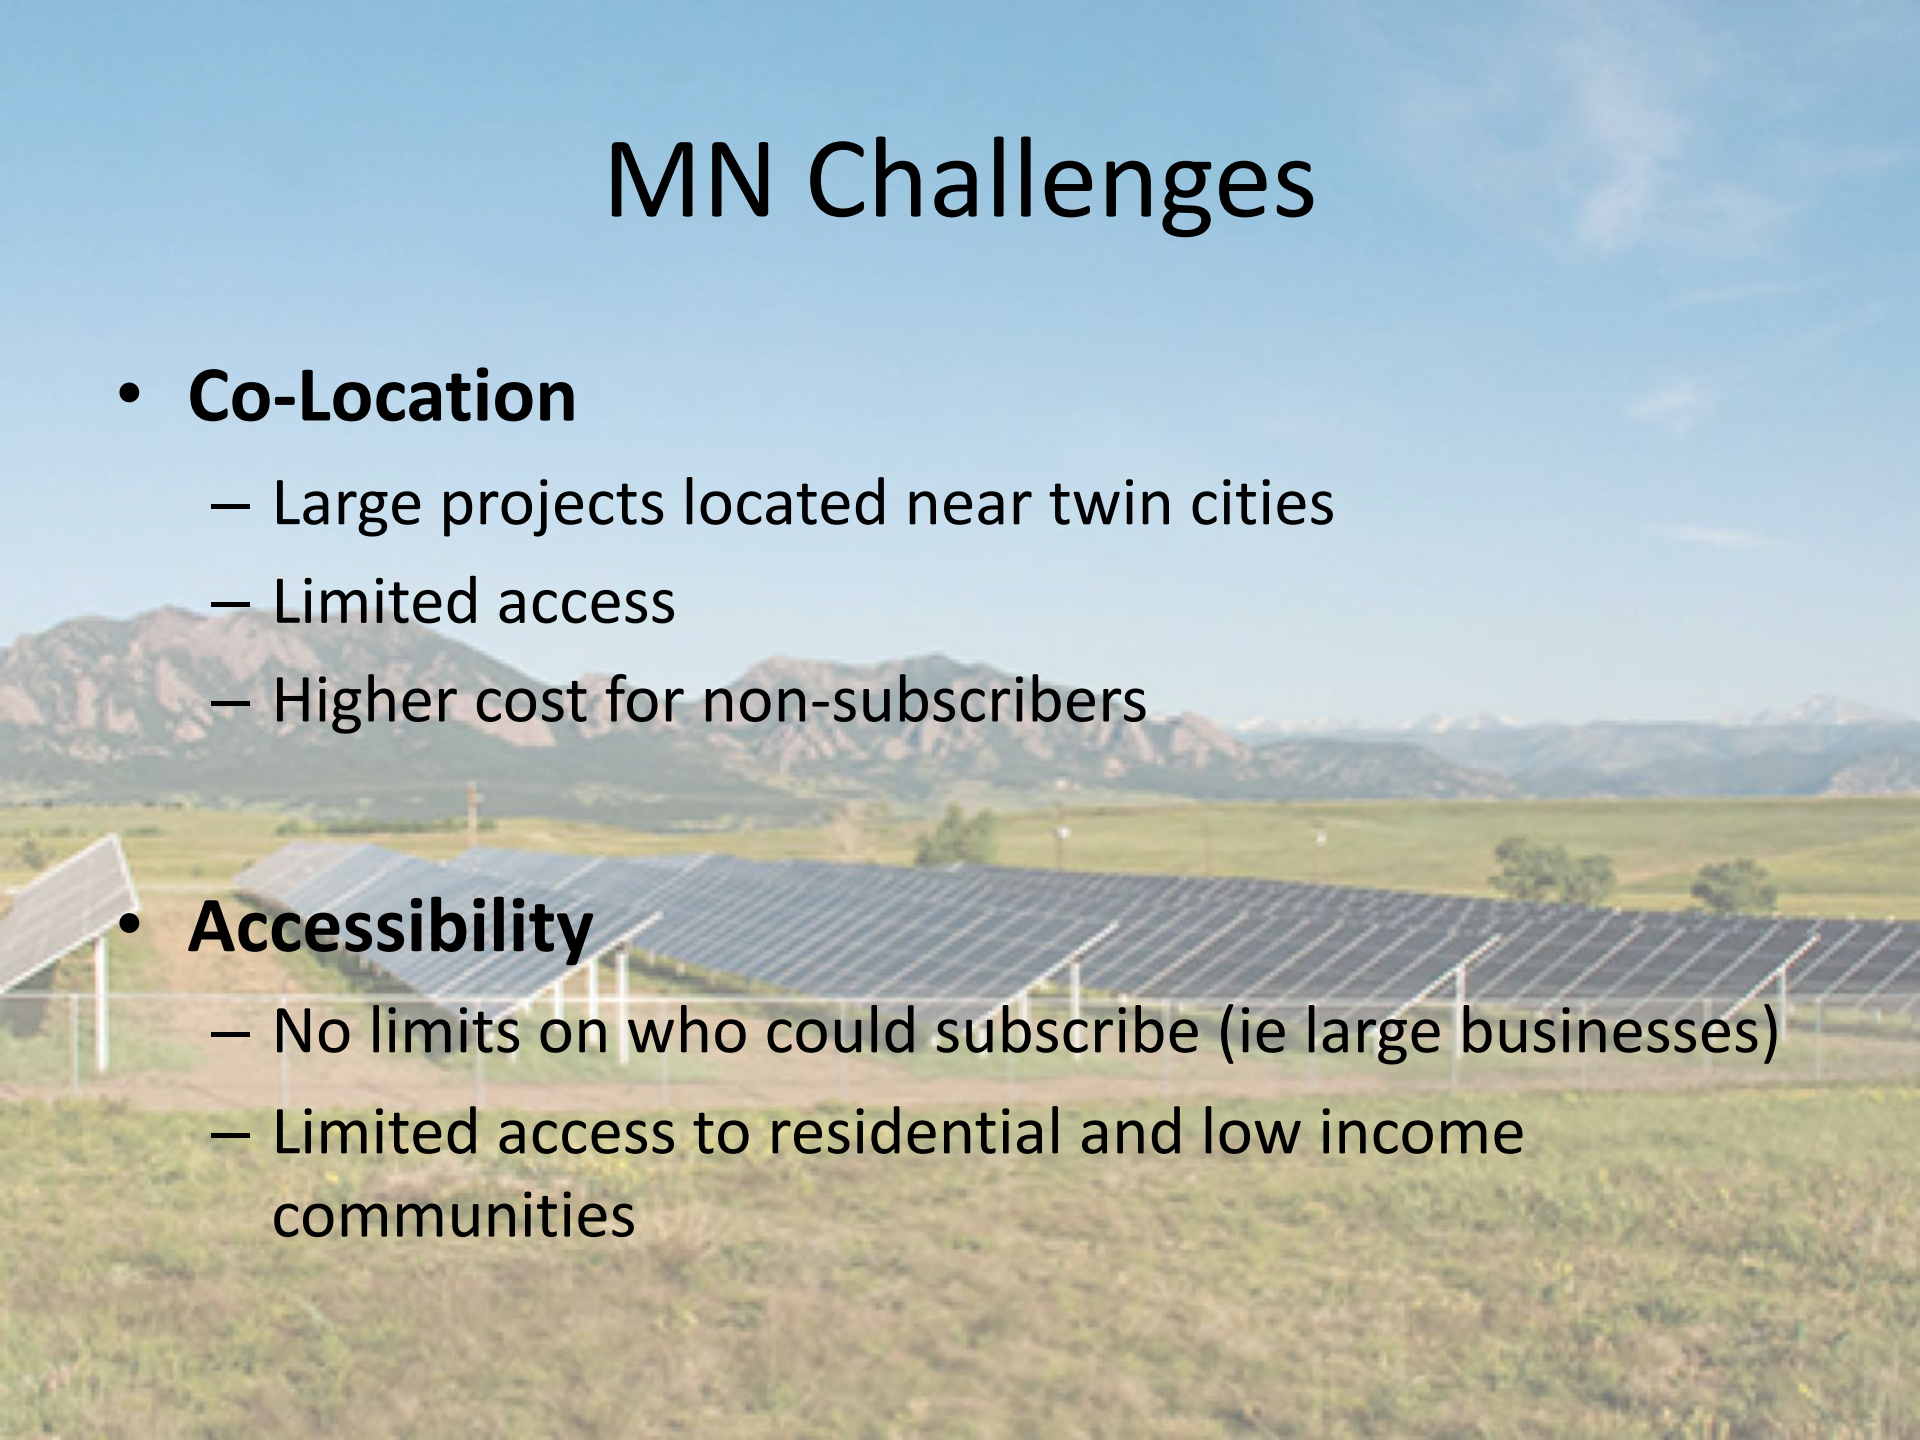 MN Challenges
• Co-Location
– Large projects located near twin cities
– Limited access
– Higher cost for non-subscribers
• Accessibility
– No limits on who could subscribe (ie large businesses)
– Limited access to residential and low income
communities